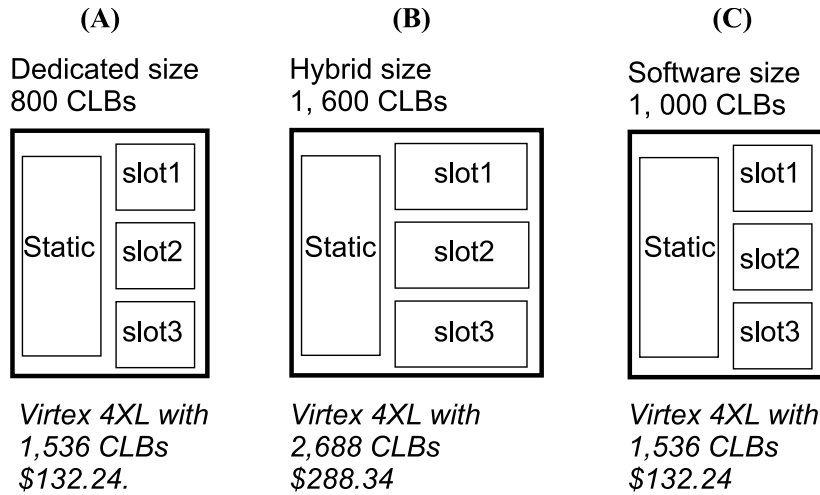 (A)
Dedicated size
800 CLBs
Static
slot1
slot2
slot3
Virtex 4XL with
1,536 CLBs
$132.24.
(B)
Hybrid size
1, 600 CLBs
Static
slot1
slot2
slot3
Virtex 4XL with
2,688 CLBs
$288.34
(C)
Software size
1, 000 CLBs
Static
slot1
slot2
slot3
Virtex 4XL with
1,536 CLBs
$132.24